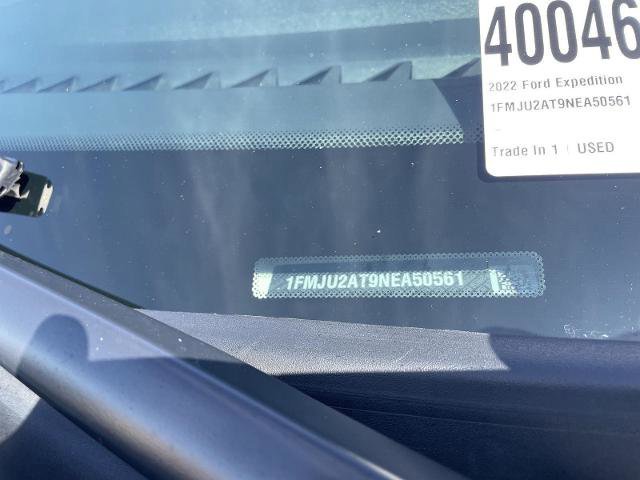 40046
2022 Ford Expedition
1FMJU2AT9NEA50561
--
Trade In 1 | USED
1FMJU2AT9NEA50561